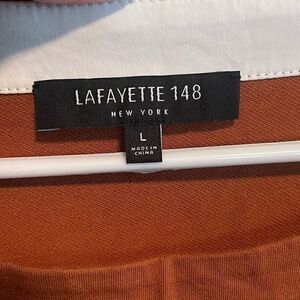 LAFAYETTE 148
NEW YORK
L
MADE IN
CHINA